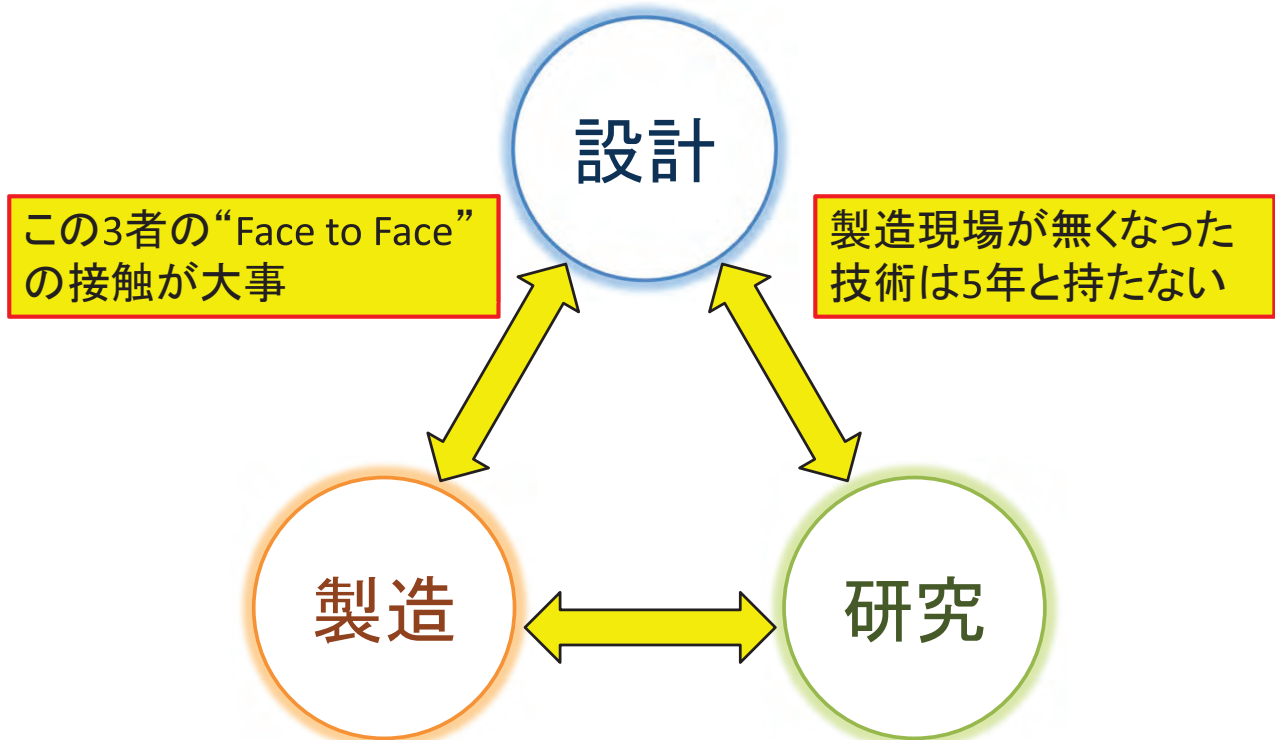 設計
この3者の“Face to Face”
の接触が大事
製造現場が無くなった
技術は5年と持たない
製造
研究